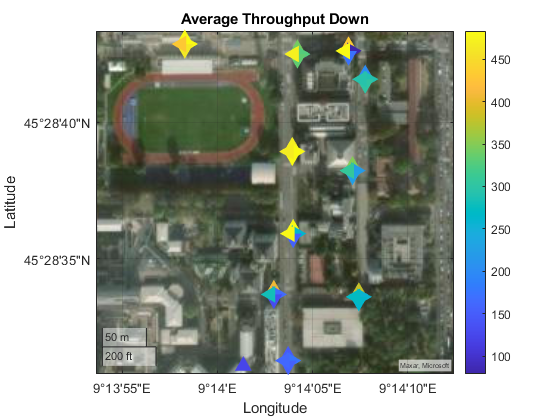 Average Throughput Down
45°28'40"N
45°28'35"N
Latitude
50 m
200 ft
Maxar, Microsoft
9°13'55"E
9°14'E
9°14'05"E
9°14'10"E
Longitude
450
400
350
300
250
200
150
100